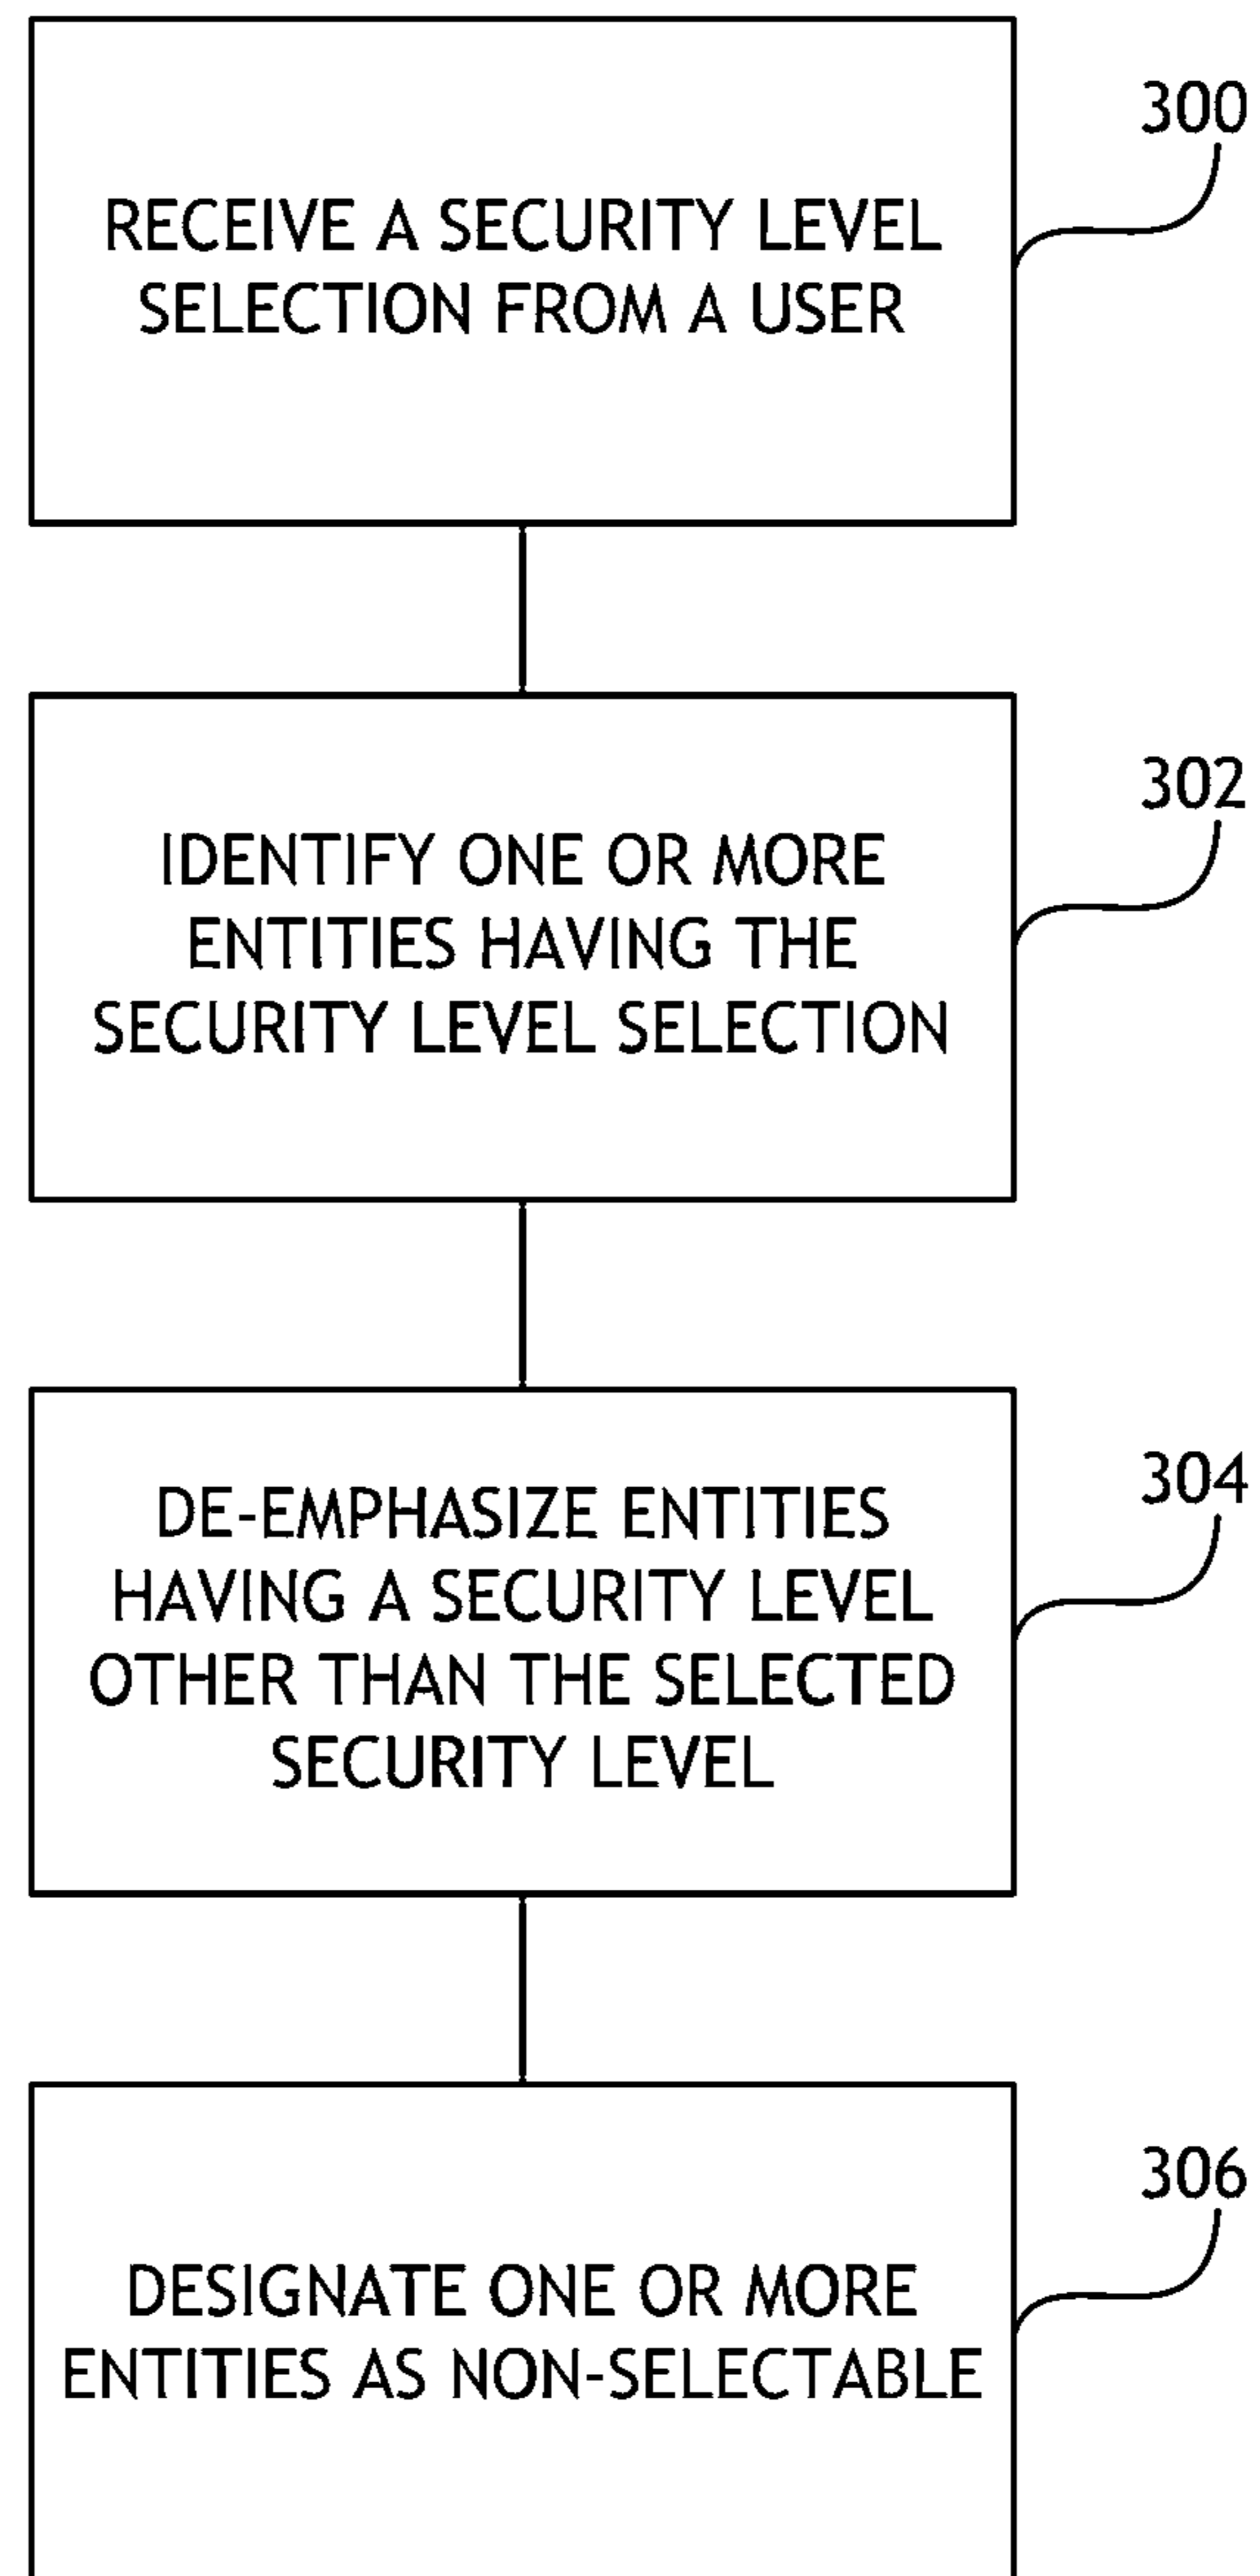 300
RECEIVE A SECURITY LEVEL
SELECTION FROM A USER
302
IDENTIFY ONE OR MORE
ENTITIES HAVING THE
SECURITY LEVEL SELECTION
304
DE-EMPHASIZE ENTITIES
HAVING A SECURITY LEVEL
OTHER THAN THE SELECTED
SECURITY LEVEL
306
DESIGNATE ONE OR MORE
ENTITIES AS NON-SELECTABLE